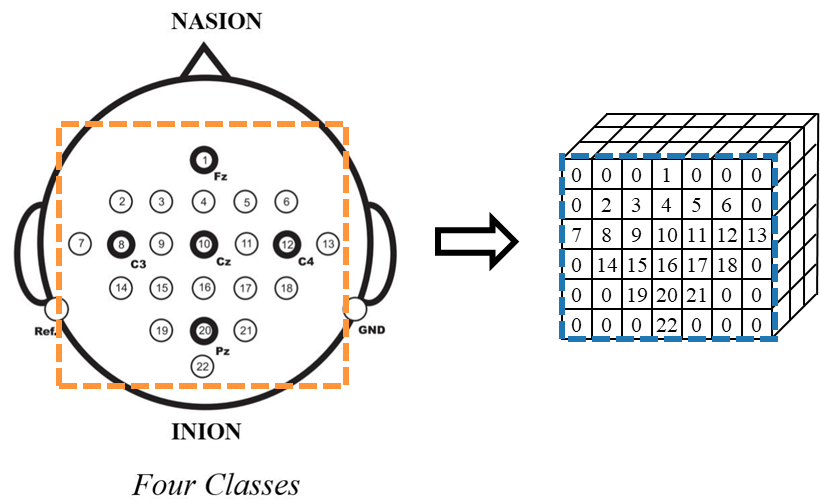 NASION
1
Fz
2 3 4 5 6
7 8 9 10 11 12 13
C3 Cz C4
14 15 16 17 18
Ref. GND
19 20 21
Pz
22
INION
Four Classes
0 0 0 1 0 0 0
0 2 3 4 5 6 0
7 8 9 10 11 12 13
0 14 15 16 17 18 0
0 0 19 20 21 0 0
0 0 0 22 0 0 0